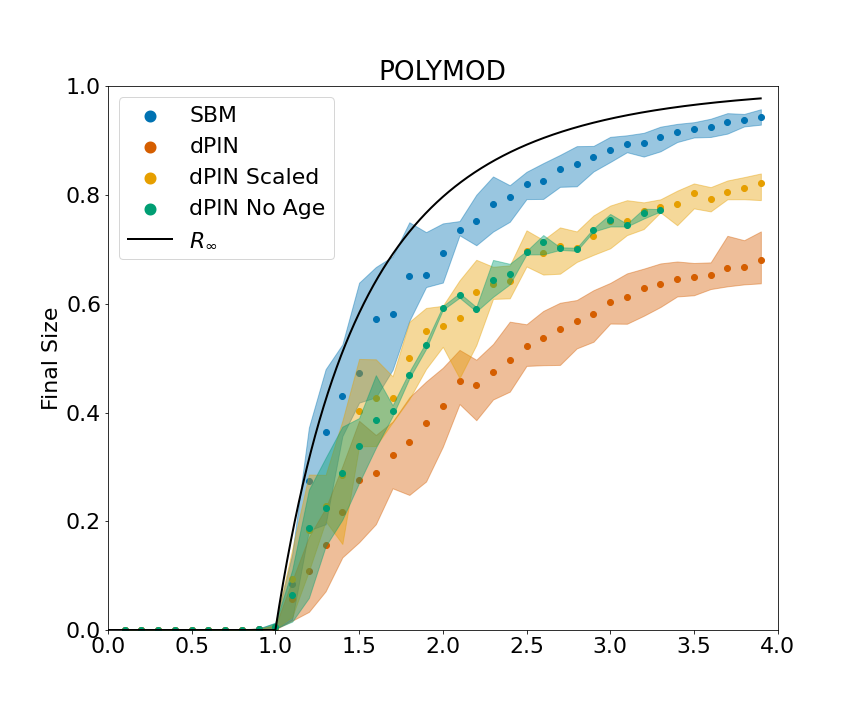 POLYMOD
1.0
0.8
0.6
0.4
0.2
0.0
Final Size
SBM
dPIN
dPIN Scaled
dPIN No Age
R∞
0.0 0.5 1.0 1.5 2.0 2.5 3.0 3.5 4.0